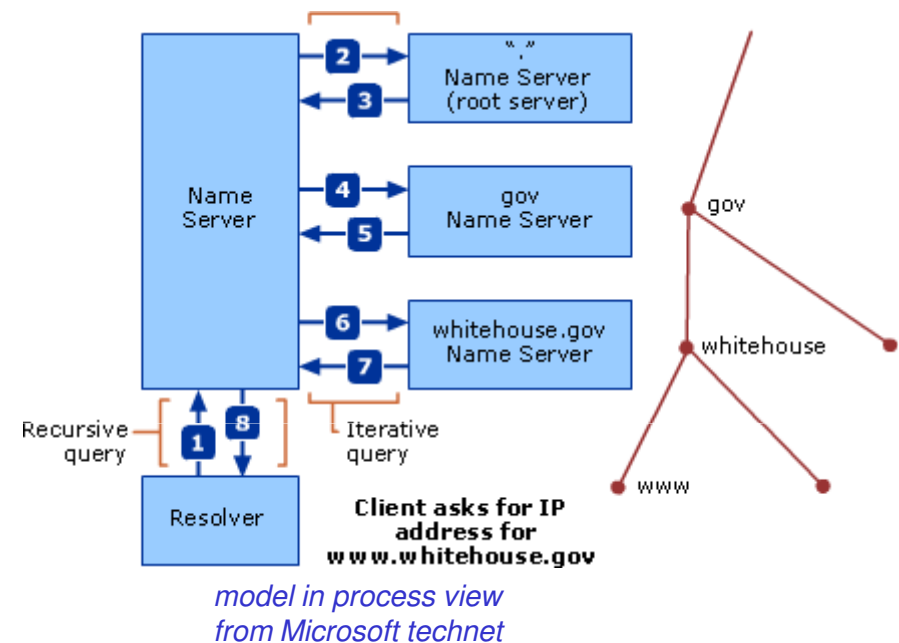 2
3
"."
Name Server
(root server)
Name
Server
4
5
gov
Name Server
gov
6
7
whitehouse.gov
Name Server
whitehouse
Recursive
query
1
8
Iterative
query
Resolver
Client asks for IP
address for
www.whitehouse.gov
www
model in process view
from Microsoft technet